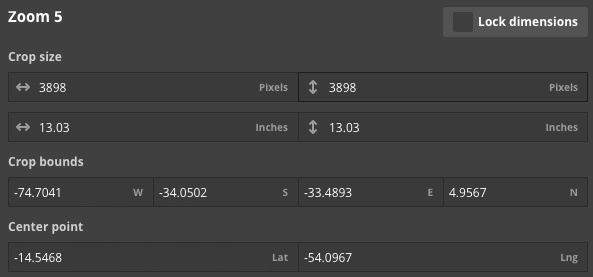 Zoom 5
Lock dimensions
Crop size
3898 Pixels 3898 Pixels
13.03 Inches 13.03 Inches
Crop bounds
-74.7041 W -34.0502 S -33.4893 E 4.9567 N
Center point
-14.5468 Lat -54.0967 Lng